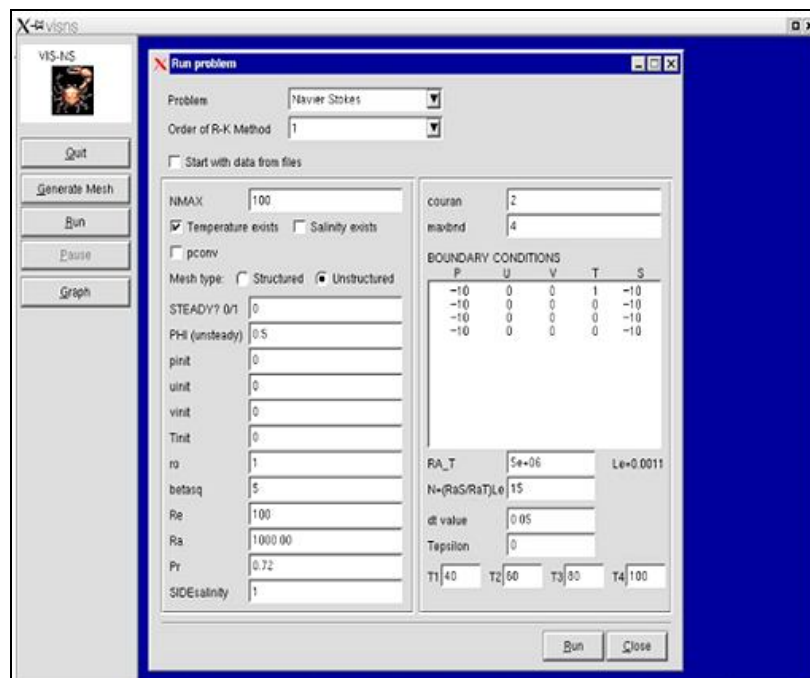 visns
VIS-NS
Quit
Generate Mesh
Run
Pause
Graph
Run problem
Problem Navier Stokes
Order of R-K Method 1
Start with data from files
NMAX 100
Temperature exists Salinity exists
pconv
Mesh type: Structured Unstructured
STEADY? 0/1 0
PHI (unsteady) 0.5
pinit 0
uinit 0
vinit 0
Tinit 0
ro 1
betasq 5
Re 100
Ra 1000.00
Pr 0.72
SIDEsalinity 1
couran 2
maxbnd 4
BOUNDARY CONDITIONS
P U V T S
-10 0 0 1 -10
-10 0 0 0 -10
-10 0 0 0 -10
-10 0 0 0 -10
RA_T 5e+06 Le=0.0011
N=(RaS/RaT)Le 15
dt value 0.05
Tepsilon 0
T1 40 T2 60 T3 80 T4 100
Run Close